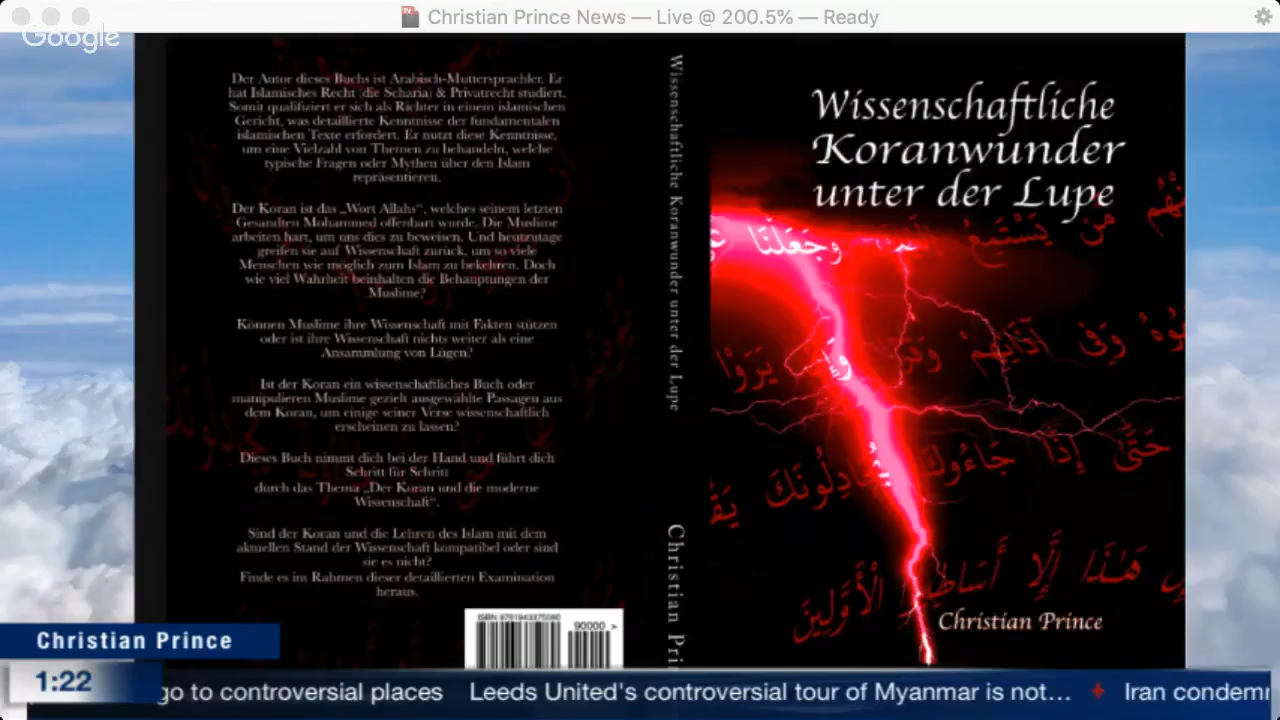 Christian Prince News — Live @ 200.5% — Ready
Google
Der Autor dieses Buchs ist Arabisch-Muttersprachler. Er
hat Islamisches Recht (die Scharia) & Privatrecht studiert.
Somit qualifiziert er sich als Richter in einem islamischen
Gericht, was detaillierte Kenntnisse der fundamentalen
islamischen Texte erfordert. Er nutzt diese Kenntnisse,
um eine Vielzahl von Themen zu behandeln, welche
typische Fragen oder Mythen über den Islam
repräsentieren.
Der Koran ist das „Wort Allahs“, welches seinem letzten
Gesandten Mohammed offenbart wurde. Die Muslime
arbeiten hart, um uns dies zu beweisen. Und heutzutage
greifen sie auf Wissenschaft zurück, um so viele
Menschen wie möglich zum Islam zu bekehren. Doch
wie viel Wahrheit beinhalten die Behauptungen der
Muslime?
Können Muslime ihre Wissenschaft mit Fakten stützen
oder ist ihre Wissenschaft nichts weiter als eine
Ansammlung von Lügen?
Ist der Koran ein wissenschaftliches Buch oder
manipulieren Muslime gezielt ausgewählte Passagen aus
dem Koran, um einige seiner Verse wissenschaftlich
erscheinen zu lassen?
Dieses Buch nimmt dich bei der Hand und führt dich
Schritt für Schritt
durch das Thema „Der Koran und die moderne
Wissenschaft“.
Sind der Koran und die Lehren des Islam mit dem
aktuellen Stand der Wissenschaft kompatibel oder sind
sie es nicht?
Finde es im Rahmen dieser detaillierten Examination
heraus.
90000 >
Wissenschaftliche Koranwunder unter der Lupe
Christian Prin
Wissenschaftliche
Koranwunder
unter der Lupe
مَّن يَسْتَمِعُ
وَجَعَلْنَا
وَفِى ءَاذَانِهِمْ
يَرَوْا
حَتَّىٰ إِذَا جَاءُوكَ يُجَادِلُونَكَ
هَٰذَا إِلَّا أَسَاطِيرُ الْأَوَّلِينَ
Christian Prince
Christian Prince
1:22
go to controversial places Leeds United's controversial tour of Myanmar is not... Iran condemn